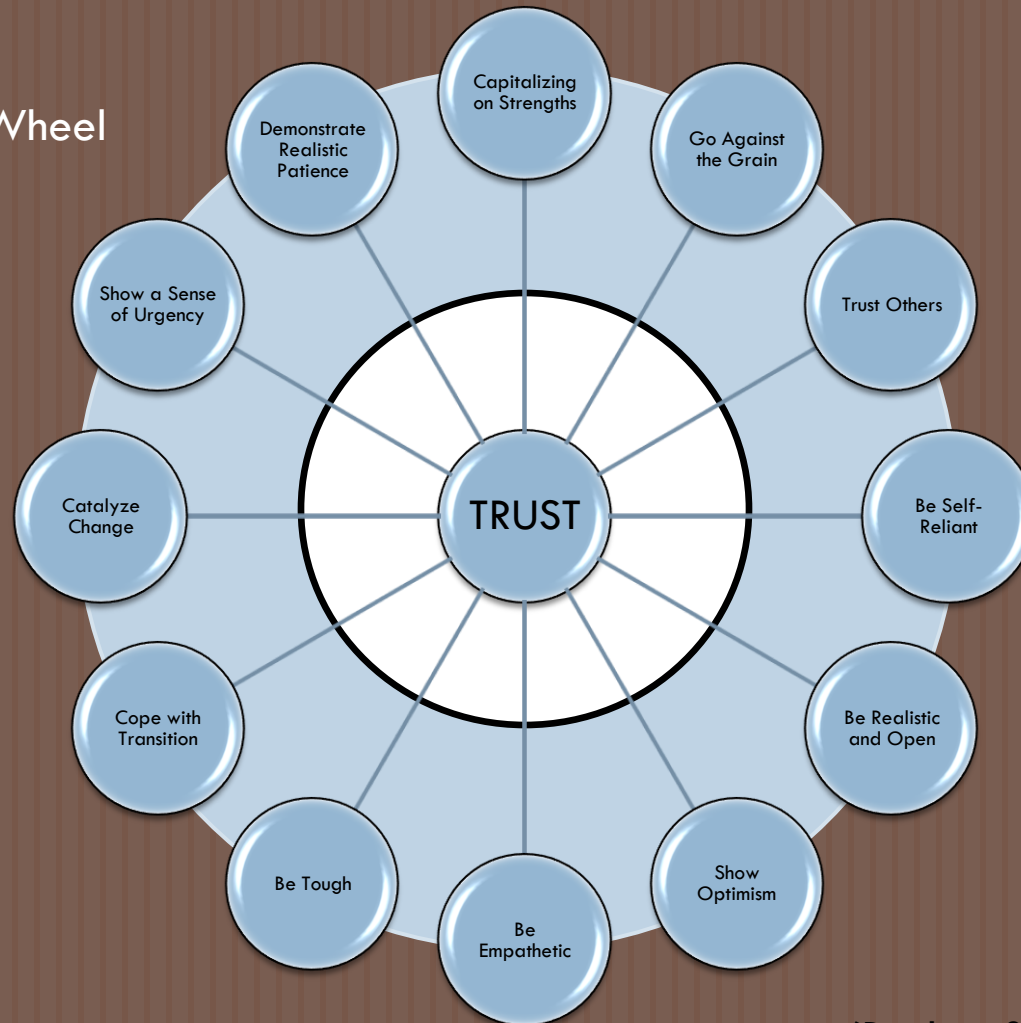 Wheel
Capitalizing
on Strengths
Go Against
the Grain
Trust Others
Be Self-
Reliant
Be Realistic
and Open
Show
Optimism
Be
Empathetic
Be Tough
Cope with
Transition
Catalyze
Change
Show a Sense
of Urgency
Demonstrate
Realistic
Patience
TRUST